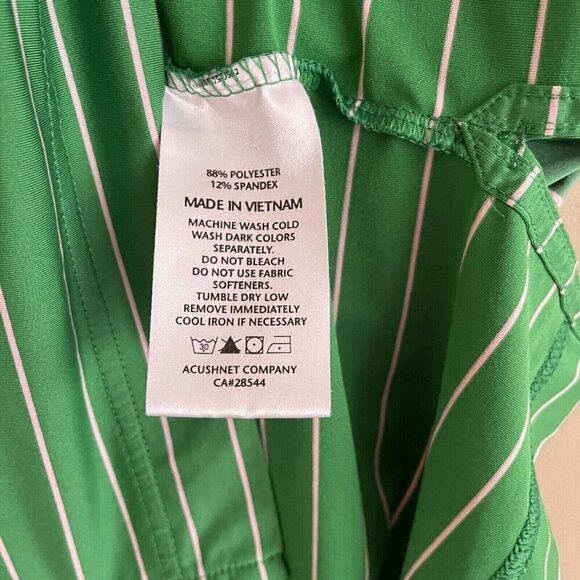 88% POLYESTER
12% SPANDEX
MADE IN VIETNAM
MACHINE WASH COLD
WASH DARK COLORS
SEPARATELY.
DO NOT BLEACH
DO NOT USE FABRIC
SOFTENERS.
TUMBLE DRY LOW
REMOVE IMMEDIATELY
COOL IRON IF NECESSARY
30
ACUSHNET COMPANY
CA#28544